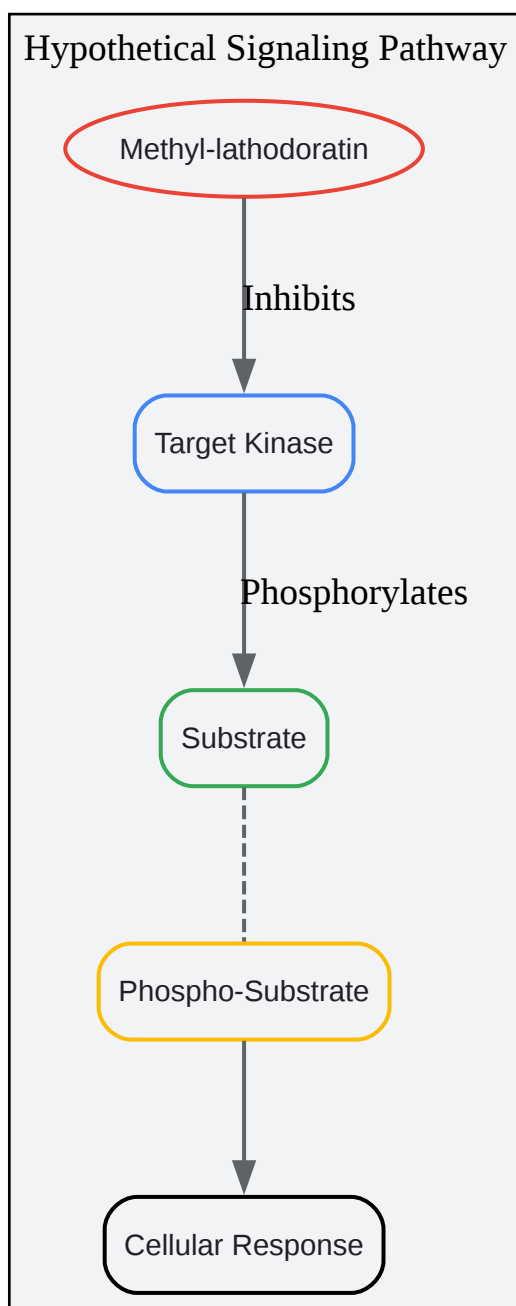 Hypothetical Signaling Pathway
Methyl-lathodoratin
Inhibits
Target Kinase
Phosphorylates
Substrate
Phospho-Substrate
Cellular Response